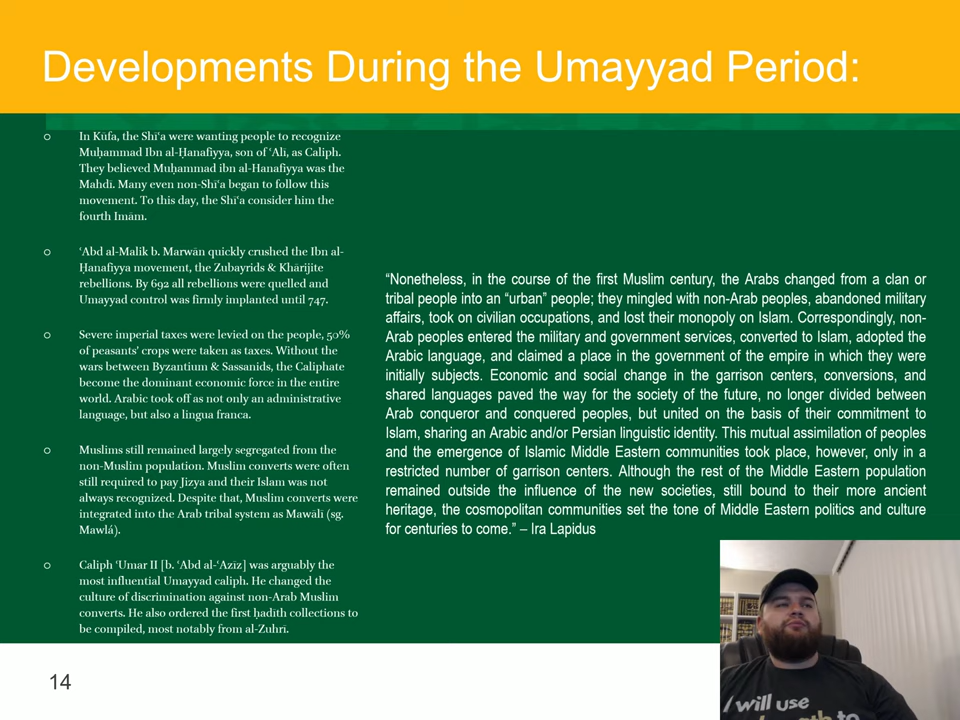 Developments During the Umayyad Period:
In Kūfa, the Shīʿa were wanting people to recognize
Muḥammad Ibn al-Ḥanafiyya, son of ʿAlī, as Caliph.
They believed Muḥammad ibn al-Hanafiyya was the
Mahdī. Many even non-Shīʿa began to follow this
movement. To this day, the Shīʿa consider him the
fourth Imām.
ʿAbd al-Malik b. Marwān quickly crushed the Ibn al-
Ḥanafiyya movement, the Zubayrids & Khārijite
rebellions. By 692 all rebellions were quelled and
Umayyad control was firmly implanted until 747.
Severe imperial taxes were levied on the people, 50%
of peasants' crops were taken as taxes. Without the
wars between Byzantium & Sassanids, the Caliphate
become the dominant economic force in the entire
world. Arabic took off as not only an administrative
language, but also a lingua franca.
Muslims still remained largely segregated from the
non-Muslim population. Muslim converts were often
still required to pay Jizya and their Islam was not
always recognized. Despite that, Muslim converts were
integrated into the Arab tribal system as Mawālī (sg.
Mawlá).
Caliph ʿUmar II [b. ʿAbd al-ʿAzīz] was arguably the
most influential Umayyad caliph. He changed the
culture of discrimination against non-Arab Muslim
converts. He also ordered the first ḥadīth collections to
be compiled, most notably from al-Zuhrī.
“Nonetheless, in the course of the first Muslim century, the Arabs changed from a clan or
tribal people into an “urban” people; they mingled with non-Arab peoples, abandoned military
affairs, took on civilian occupations, and lost their monopoly on Islam. Correspondingly, non-
Arab peoples entered the military and government services, converted to Islam, adopted the
Arabic language, and claimed a place in the government of the empire in which they were
initially subjects. Economic and social change in the garrison centers, conversions, and
shared languages paved the way for the society of the future, no longer divided between
Arab conqueror and conquered peoples, but united on the basis of their commitment to
Islam, sharing an Arabic and/or Persian linguistic identity. This mutual assimilation of peoples
and the emergence of Islamic Middle Eastern communities took place, however, only in a
restricted number of garrison centers. Although the rest of the Middle Eastern population
remained outside the influence of the new societies, still bound to their more ancient
heritage, the cosmopolitan communities set the tone of Middle Eastern politics and culture
for centuries to come.” – Ira Lapidus
14
I will use